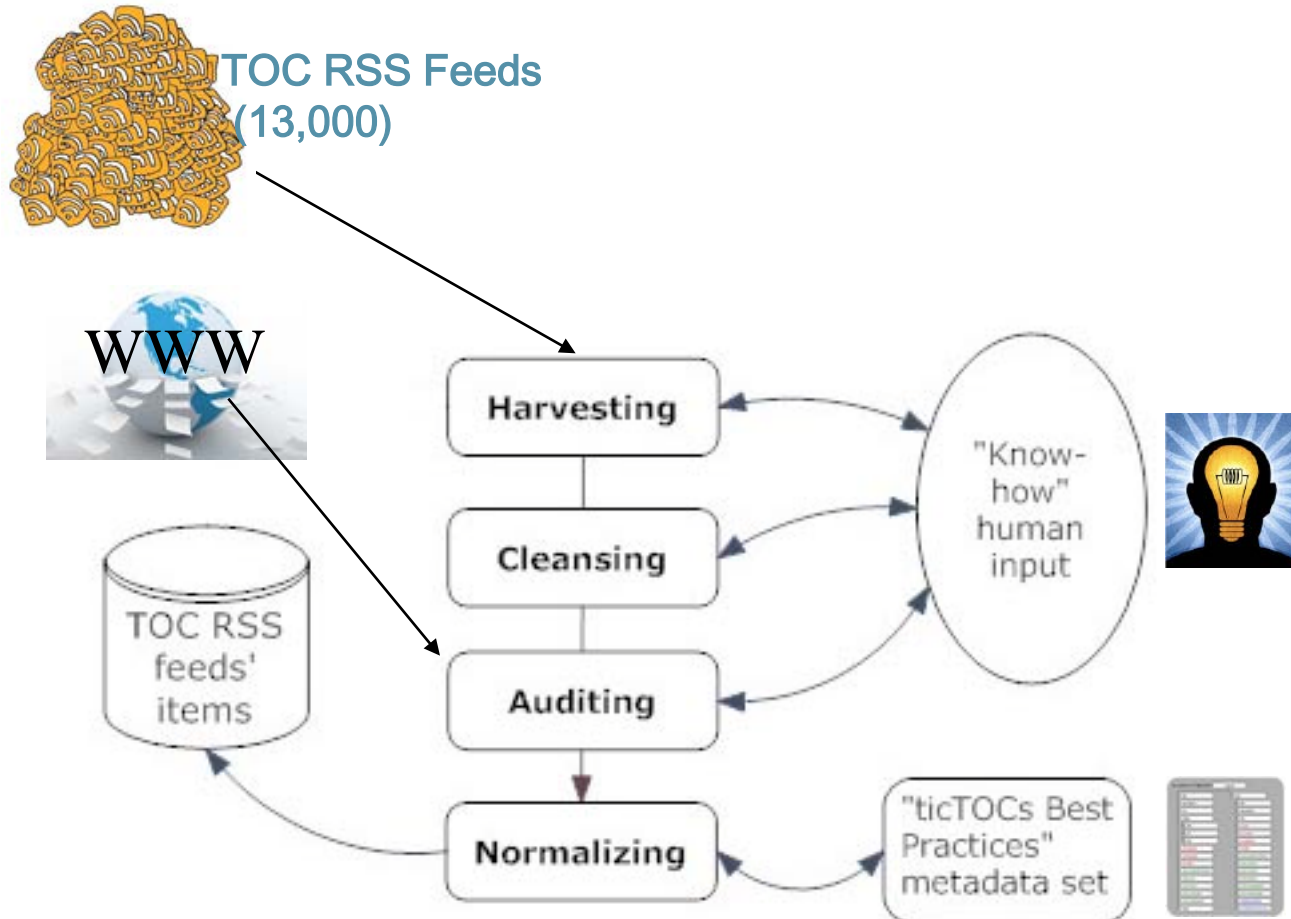 TOC RSS Feeds
(13,000)
WWW
Harvesting
"Know-
how"
human
input
Cleansing
TOC RSS
feeds'
items
Auditing
Normalizing
"ticTOCs Best
Practices"
metadata set